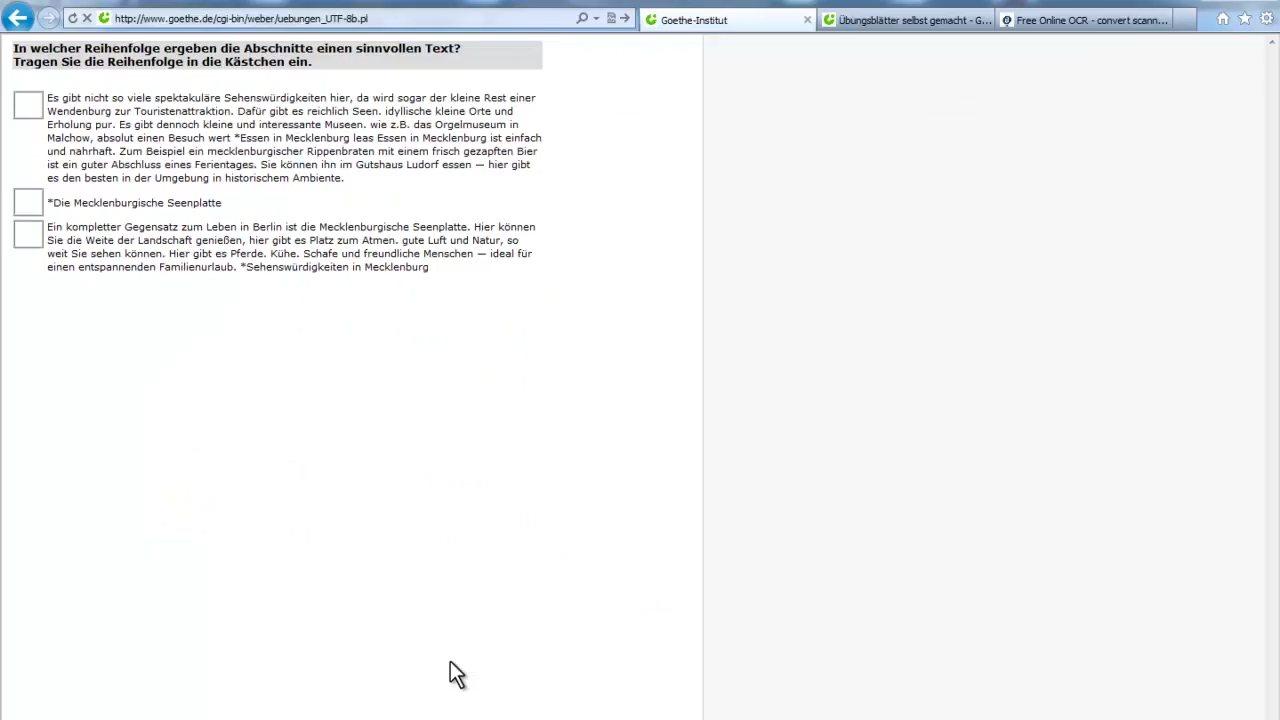 http://www.goethe.de/cgi-bin/weber/uebungen_UTF-8b.pl
Goethe-Institut
Übungsblätter selbst gemacht - G...
Free Online OCR - convert scann...
In welcher Reihenfolge ergeben die Abschnitte einen sinnvollen Text?
Tragen Sie die Reihenfolge in die Kästchen ein.
Es gibt nicht so viele spektakuläre Sehenswürdigkeiten hier, da wird sogar der kleine Rest einer
Wendenburg zur Touristenattraktion. Dafür gibt es reichlich Seen. idyllische kleine Orte und
Erholung pur. Es gibt dennoch kleine und interessante Museen. wie z.B. das Orgelmuseum in
Malchow, absolut einen Besuch wert *Essen in Mecklenburg leas Essen in Mecklenburg ist einfach
und nahrhaft. Zum Beispiel ein mecklenburgischer Rippenbraten mit einem frisch gezapften Bier
ist ein guter Abschluss eines Ferientages. Sie können ihn im Gutshaus Ludorf essen — hier gibt
es den besten in der Umgebung in historischem Ambiente.
*Die Mecklenburgische Seenplatte
Ein kompletter Gegensatz zum Leben in Berlin ist die Mecklenburgische Seenplatte. Hier können
Sie die Weite der Landschaft genießen, hier gibt es Platz zum Atmen. gute Luft und Natur, so
weit Sie sehen können. Hier gibt es Pferde. Kühe. Schafe und freundliche Menschen — ideal für
einen entspannenden Familienurlaub. *Sehenswürdigkeiten in Mecklenburg